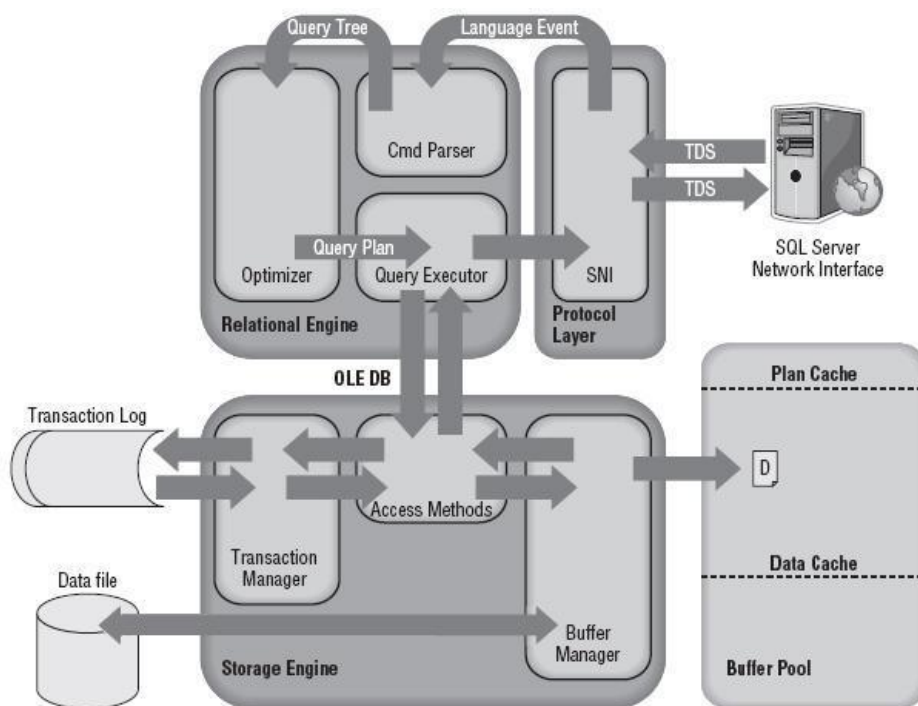 Query Tree
Language Event
Cmd Parser
TDS
TDS
Query Plan
Optimizer
Query Executor
SNI
SQL Server
Network Interface
Relational Engine
Protocol
Layer
OLE DB
Plan Cache
Transaction Log
D
Access Methods
Transaction
Manager
Data file
Data Cache
Buffer
Manager
Storage Engine
Buffer Pool